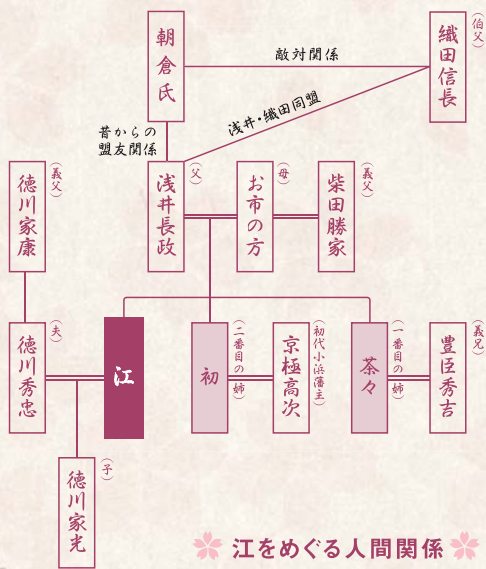 朝倉氏
敵対関係
織田信長
(伯父)
浅井・織田同盟
昔からの
盟友関係
徳川家康
(義父)
浅井長政
(父)
お市の方
(母)
柴田勝家
(義父)
徳川秀忠
(夫)
江
初
(二番目の姉)
京極高次
(初代小浜藩主)
茶々
(一番目の姉)
豊臣秀吉
(義兄)
徳川家光
(子)
江をめぐる人間関係